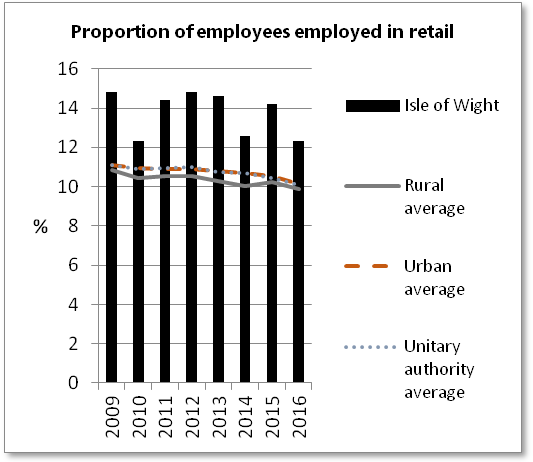 Proportion of employees employed in retail
16
14
12
10
8
6
4
2
0
%
2009
2010
2011
2012
2013
2014
2015
2016
Isle of Wight
Rural
average
Urban
average
Unitary
authority
average